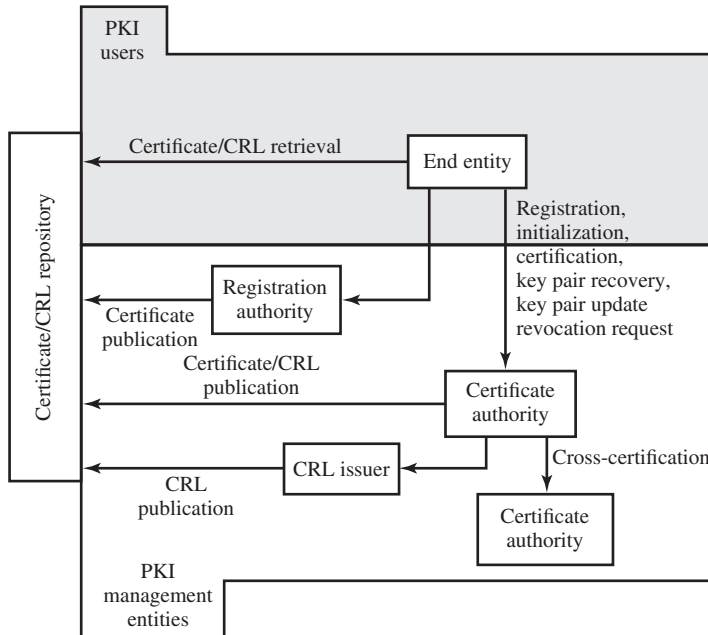 PKI
users
Certificate/CRL retrieval
End entity
Registration,
initialization,
certification,
key pair recovery,
key pair update
revocation request
Certificate/CRL repository
Registration
authority
Certificate
publication
Certificate/CRL
publication
Certificate
authority
CRL issuer
CRL
publication
Cross-certification
Certificate
authority
PKI
management
entities